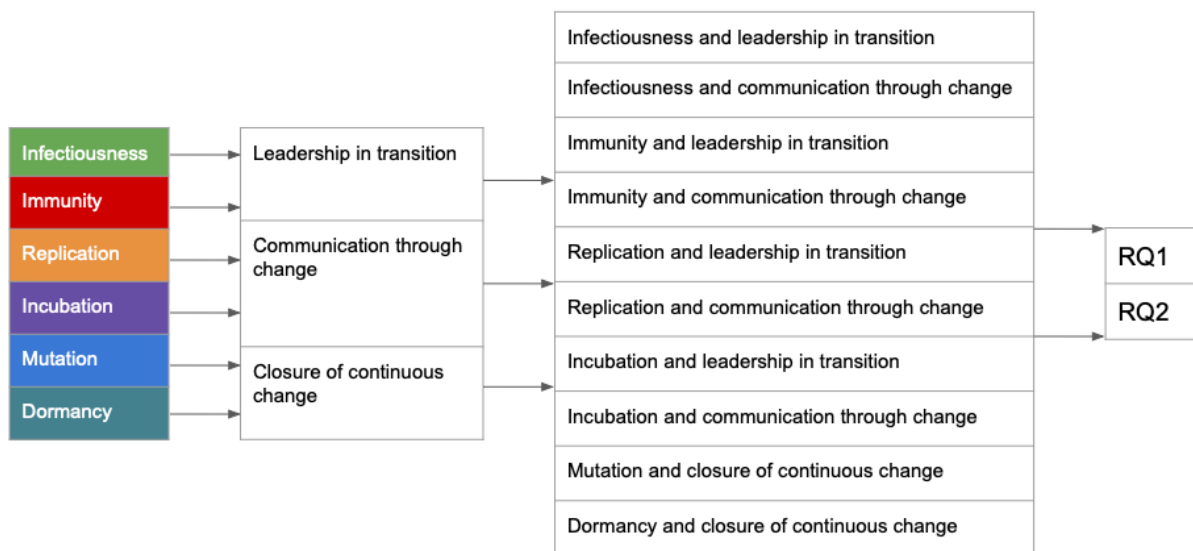 Infectiousness
Immunity
Replication
Incubation
Mutation
Dormancy
Leadership in transition
Communication through
change
Closure of continuous
change
Infectiousness and leadership in transition
Infectiousness and communication through change
Immunity and leadership in transition
Immunity and communication through change
Replication and leadership in transition
Replication and communication through change
Incubation and leadership in transition
Incubation and communication through change
Mutation and closure of continuous change
Dormancy and closure of continuous change
RQ1
RQ2